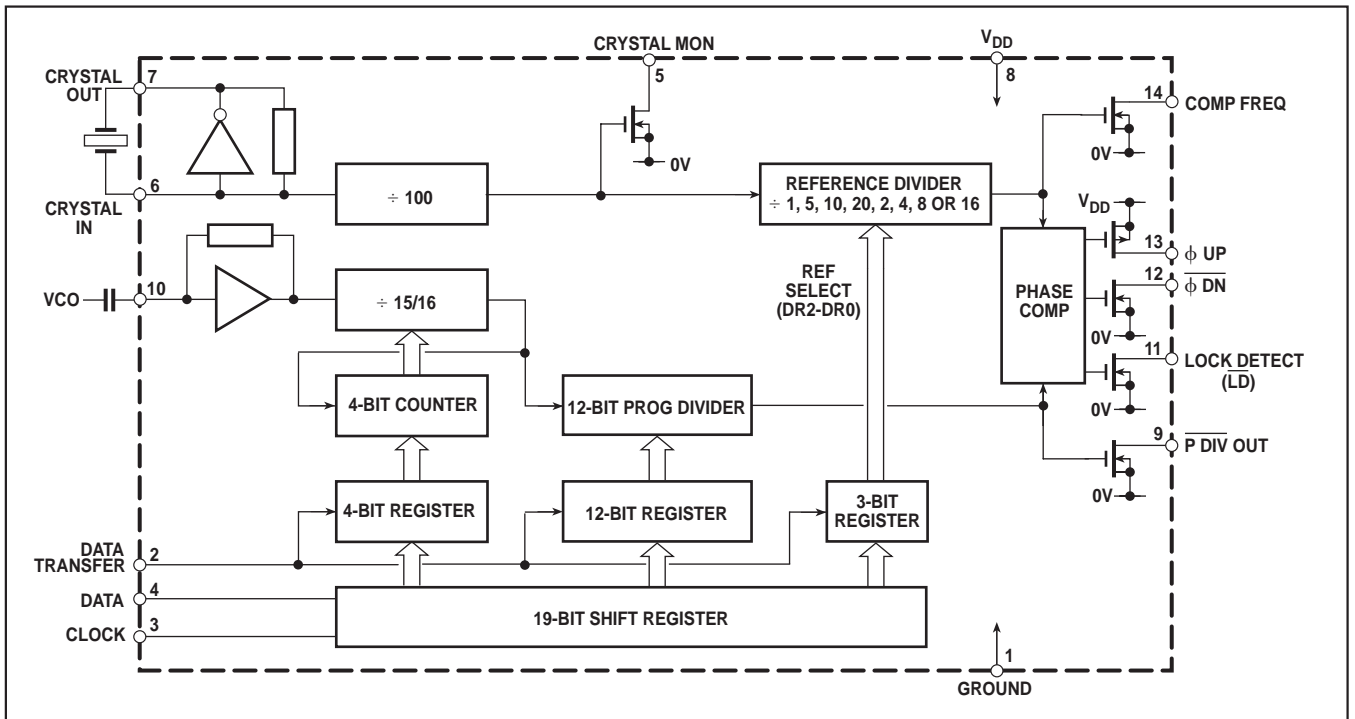 CRYSTAL MON
5
V_DD
8
CRYSTAL
OUT
7
14
COMP FREQ
0V
0V
6
CRYSTAL
IN
÷ 100
REFERENCE DIVIDER
÷ 1, 5, 10, 20, 2, 4, 8 OR 16
V_DD
13
ϕ UP
10
VCO
÷ 15/16
REF
SELECT
(DR2-DR0)
PHASE
COMP
12
ϕ DN
0V
11
LOCK DETECT
(LD)
0V
4-BIT COUNTER
12-BIT PROG DIVIDER
9
P DIV OUT
0V
4-BIT REGISTER
12-BIT REGISTER
3-BIT
REGISTER
DATA
TRANSFER
2
DATA
4
CLOCK
3
19-BIT SHIFT REGISTER
1
GROUND